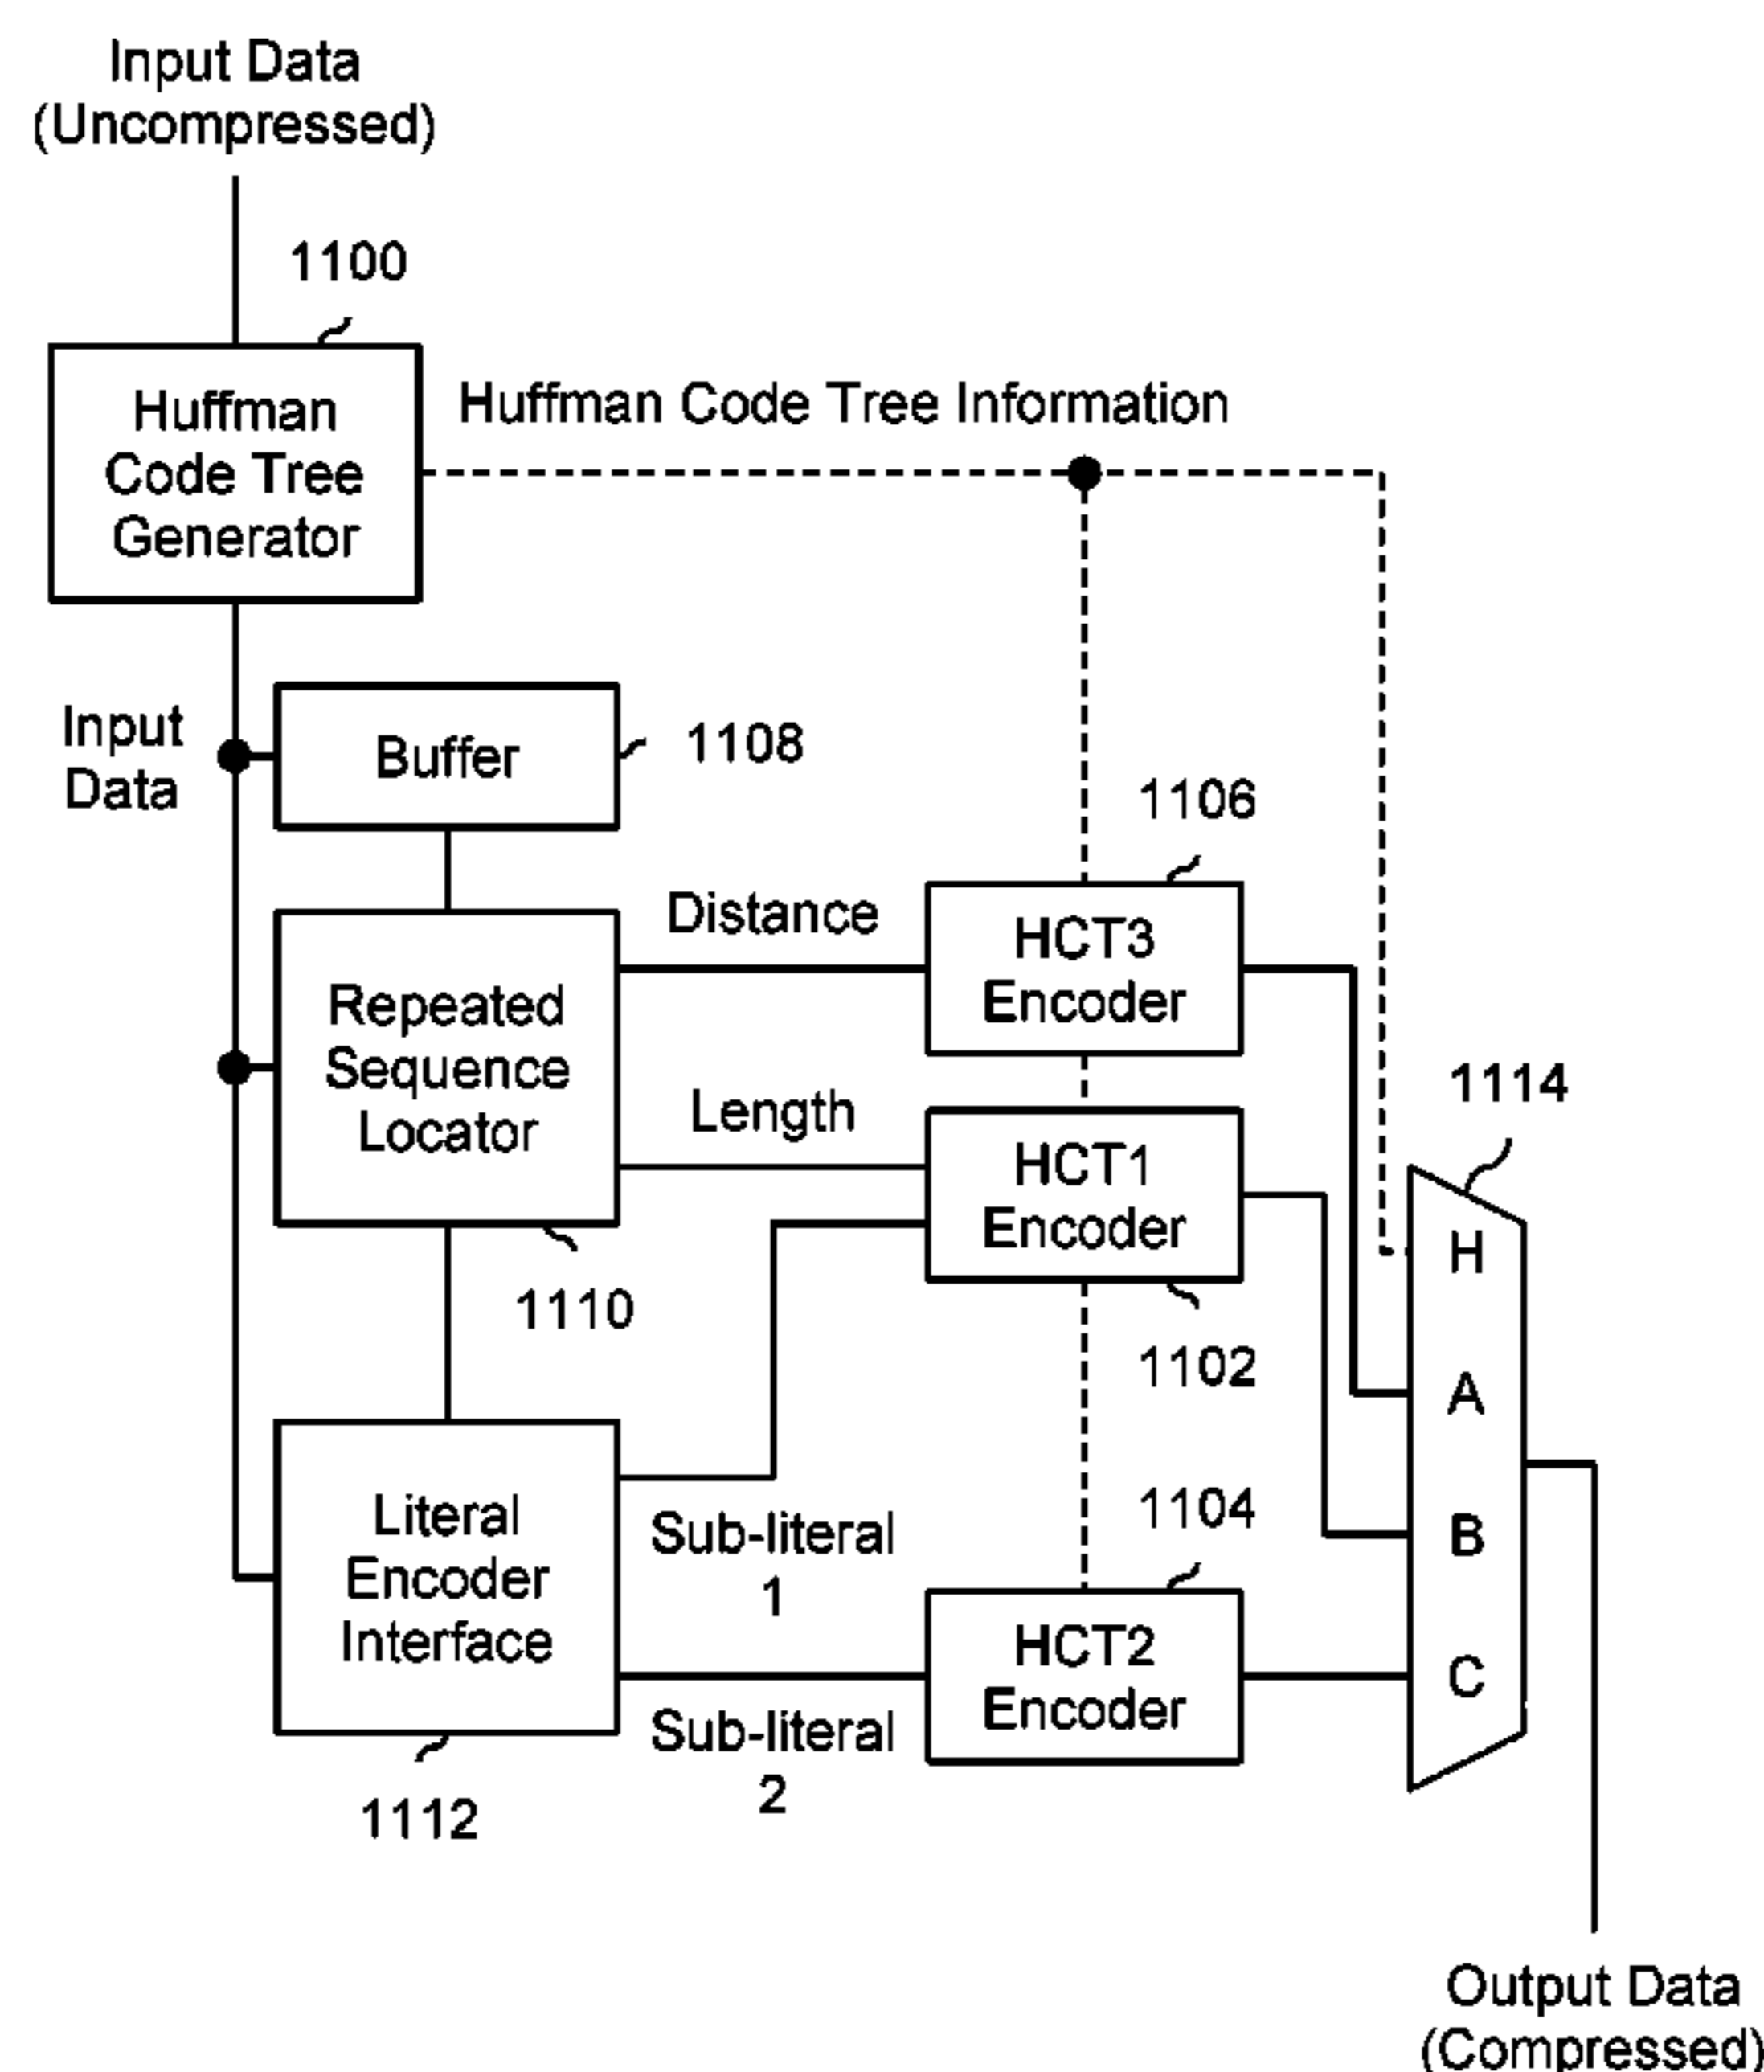 Input Data
(Uncompressed)
1100
Huffman
Code Tree
Generator
Huffman Code Tree Information
Input
Data
Buffer
1108
1106
Distance
HCT3
Encoder
Repeated
Sequence
Locator
Length
HCT1
Encoder
1114
H
A
B
C
1110
1102
1104
Literal
Encoder
Interface
Sub-literal
1
HCT2
Encoder
Sub-literal
2
1112
Output Data
(Compressed)